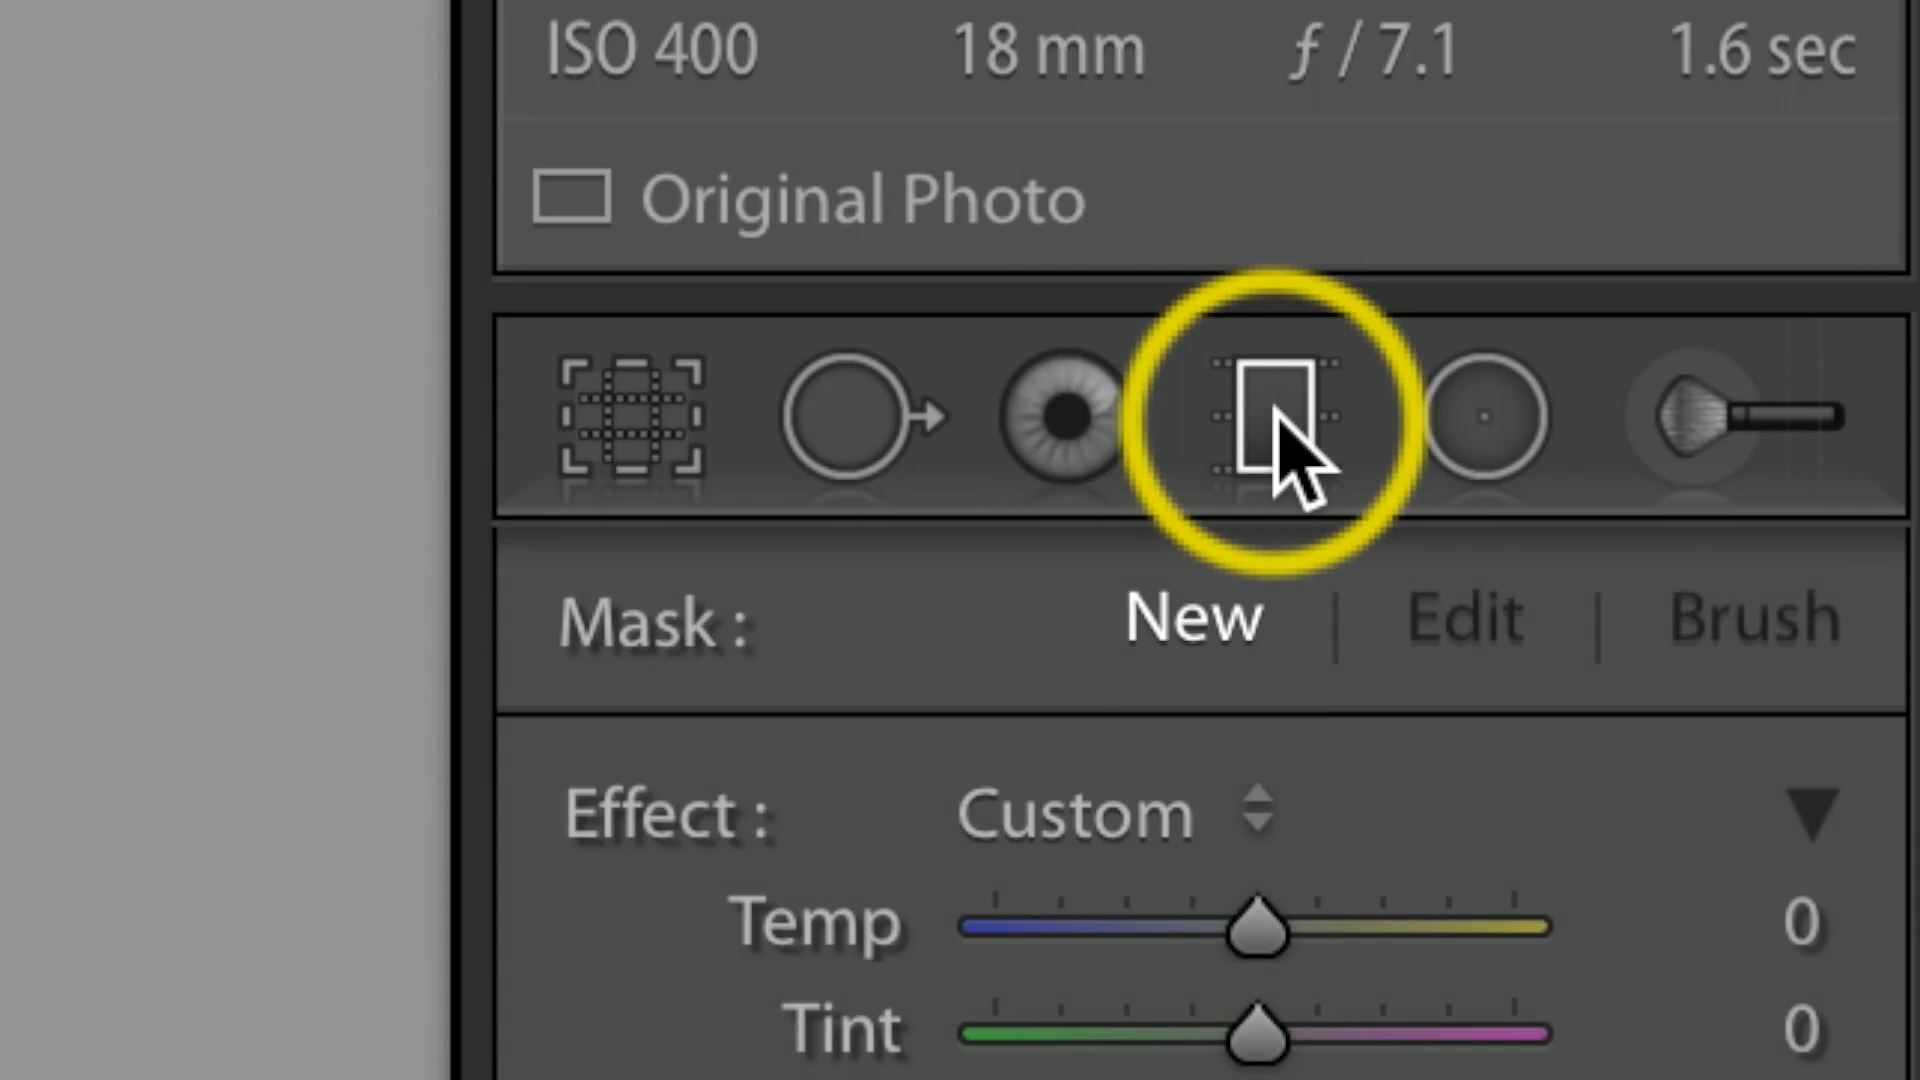 ISO 400 18 mm ƒ / 7.1 1.6 sec
Original Photo
Mask : New | Edit | Brush
Effect : Custom
Temp 0
Tint 0